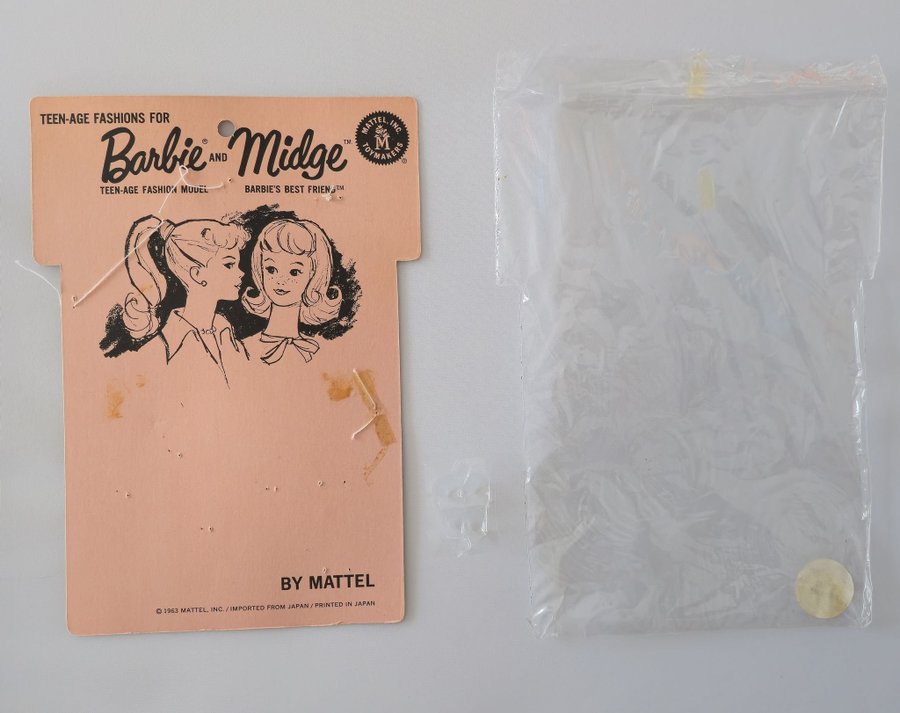 TEEN-AGE FASHIONS FOR
Barbie® AND Midge™
TEEN-AGE FASHION MODEL BARBIE'S BEST FRIEND™
MATTEL, INC.
M
TOYMAKERS
®
BY MATTEL
© 1963 MATTEL, INC. / IMPORTED FROM JAPAN / PRINTED IN JAPAN